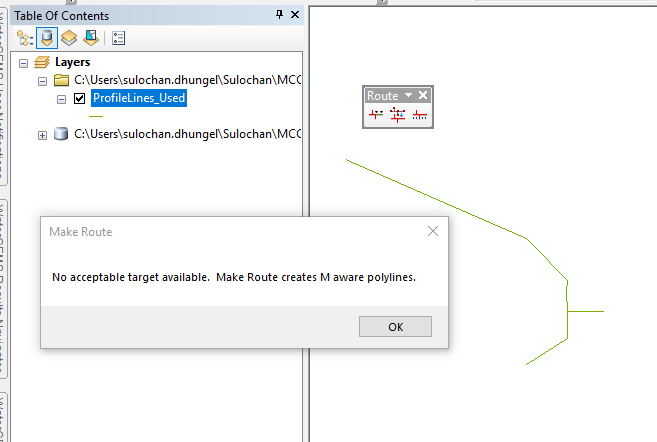 Table Of Contents
Layers
C:\Users\sulochan.dhungel\Sulochan\MCC
ProfileLines_Used
C:\Users\sulochan.dhungel\Sulochan\MCC
Route
Make Route
No acceptable target available. Make Route creates M aware polylines.
OK